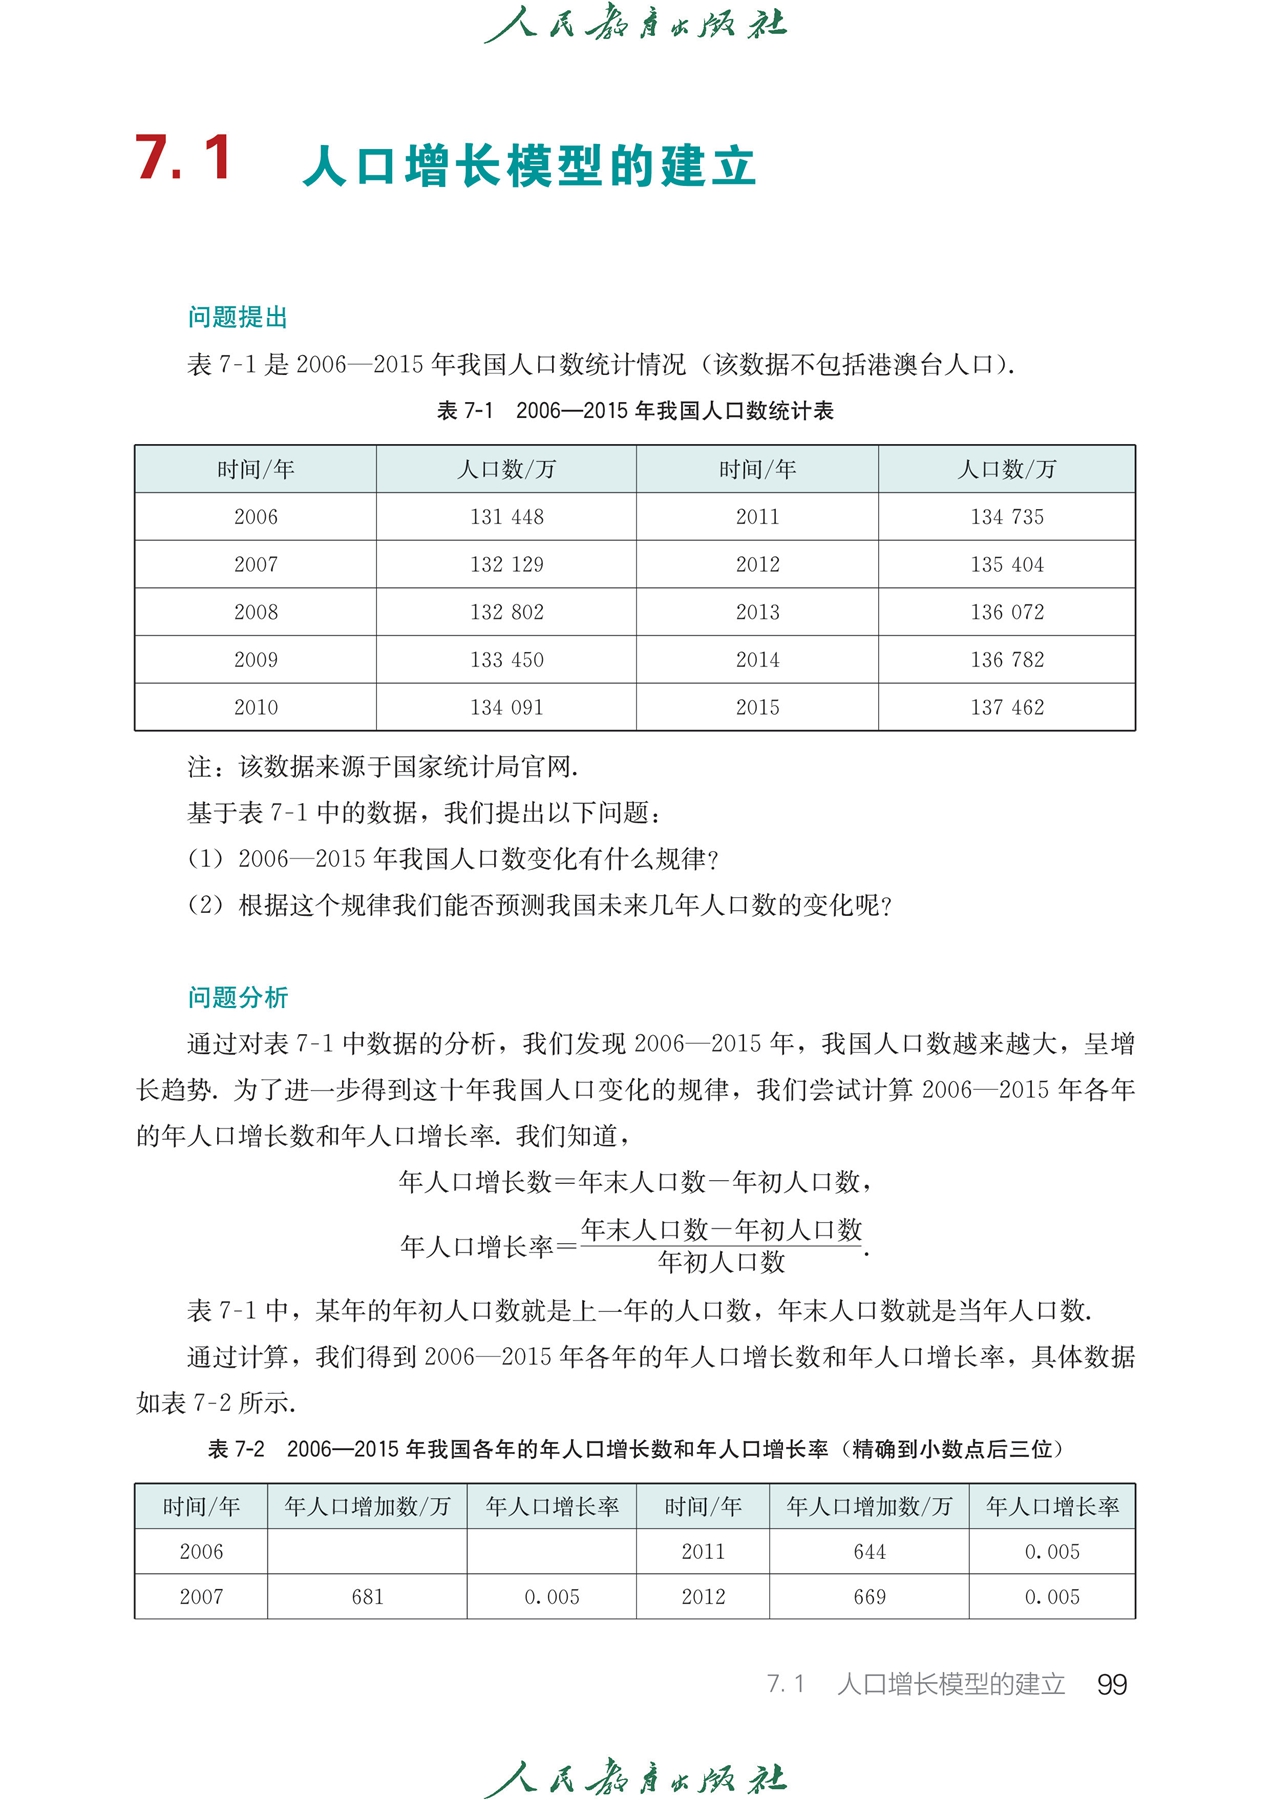 人民教育出版社
7.1 人口增长模型的建立
问题提出
表 7-1 是 2006—2015 年我国人口数统计情况（该数据不包括港澳台人口）.
表 7-1 2006—2015 年我国人口数统计表
时间/年 人口数/万 时间/年 人口数/万
2006 131 448 2011 134 735
2007 132 129 2012 135 404
2008 132 802 2013 136 072
2009 133 450 2014 136 782
2010 134 091 2015 137 462
注：该数据来源于国家统计局官网.
基于表 7-1 中的数据，我们提出以下问题：
（1）2006—2015 年我国人口数变化有什么规律？
（2）根据这个规律我们能否预测我国未来几年人口数的变化呢？
问题分析
通过对表 7-1 中数据的分析，我们发现 2006—2015 年，我国人口数越来越大，呈增
长趋势. 为了进一步得到这十年我国人口变化的规律，我们尝试计算 2006—2015 年各年
的年人口增长数和年人口增长率. 我们知道，
年人口增长数＝年末人口数－年初人口数，
年人口增长率＝年末人口数－年初人口数
年初人口数.
表 7-1 中，某年的年初人口数就是上一年的人口数，年末人口数就是当年人口数.
通过计算，我们得到 2006—2015 年各年的年人口增长数和年人口增长率，具体数据
如表 7-2 所示.
表 7-2 2006—2015 年我国各年的年人口增长数和年人口增长率（精确到小数点后三位）
时间/年 年人口增加数/万 年人口增长率 时间/年 年人口增加数/万 年人口增长率
2006 2011 644 0.005
2007 681 0.005 2012 669 0.005
7.1 人口增长模型的建立 99
人民教育出版社